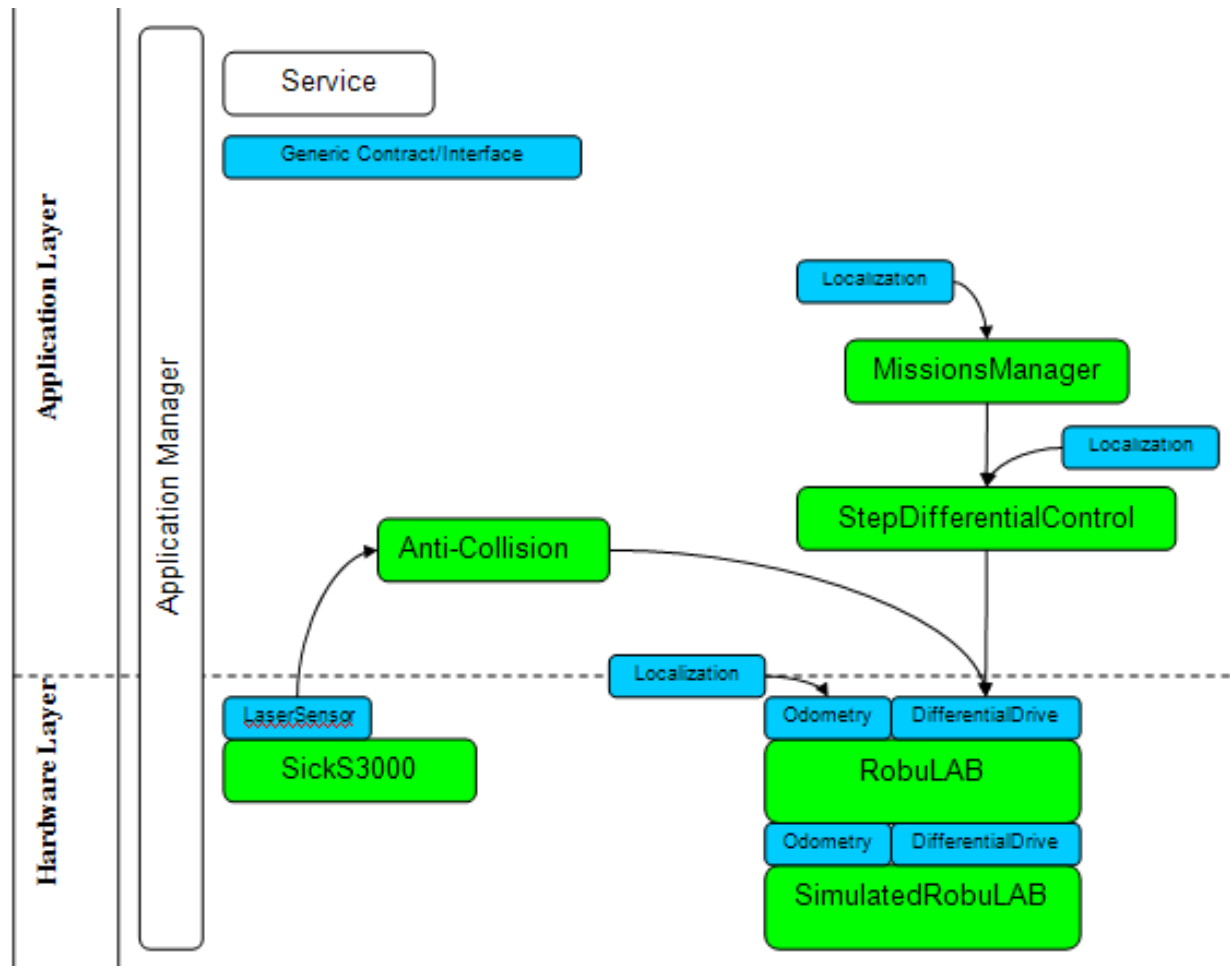 Application Layer
Hardware Layer
Application Manager
Service
Generic Contract/Interface
Localization
MissionsManager
Localization
StepDifferentialControl
Anti-Collision
Localization
LaserSensor
SickS3000
Odometry
DifferentialDrive
RobuLAB
Odometry
DifferentialDrive
SimulatedRobuLAB